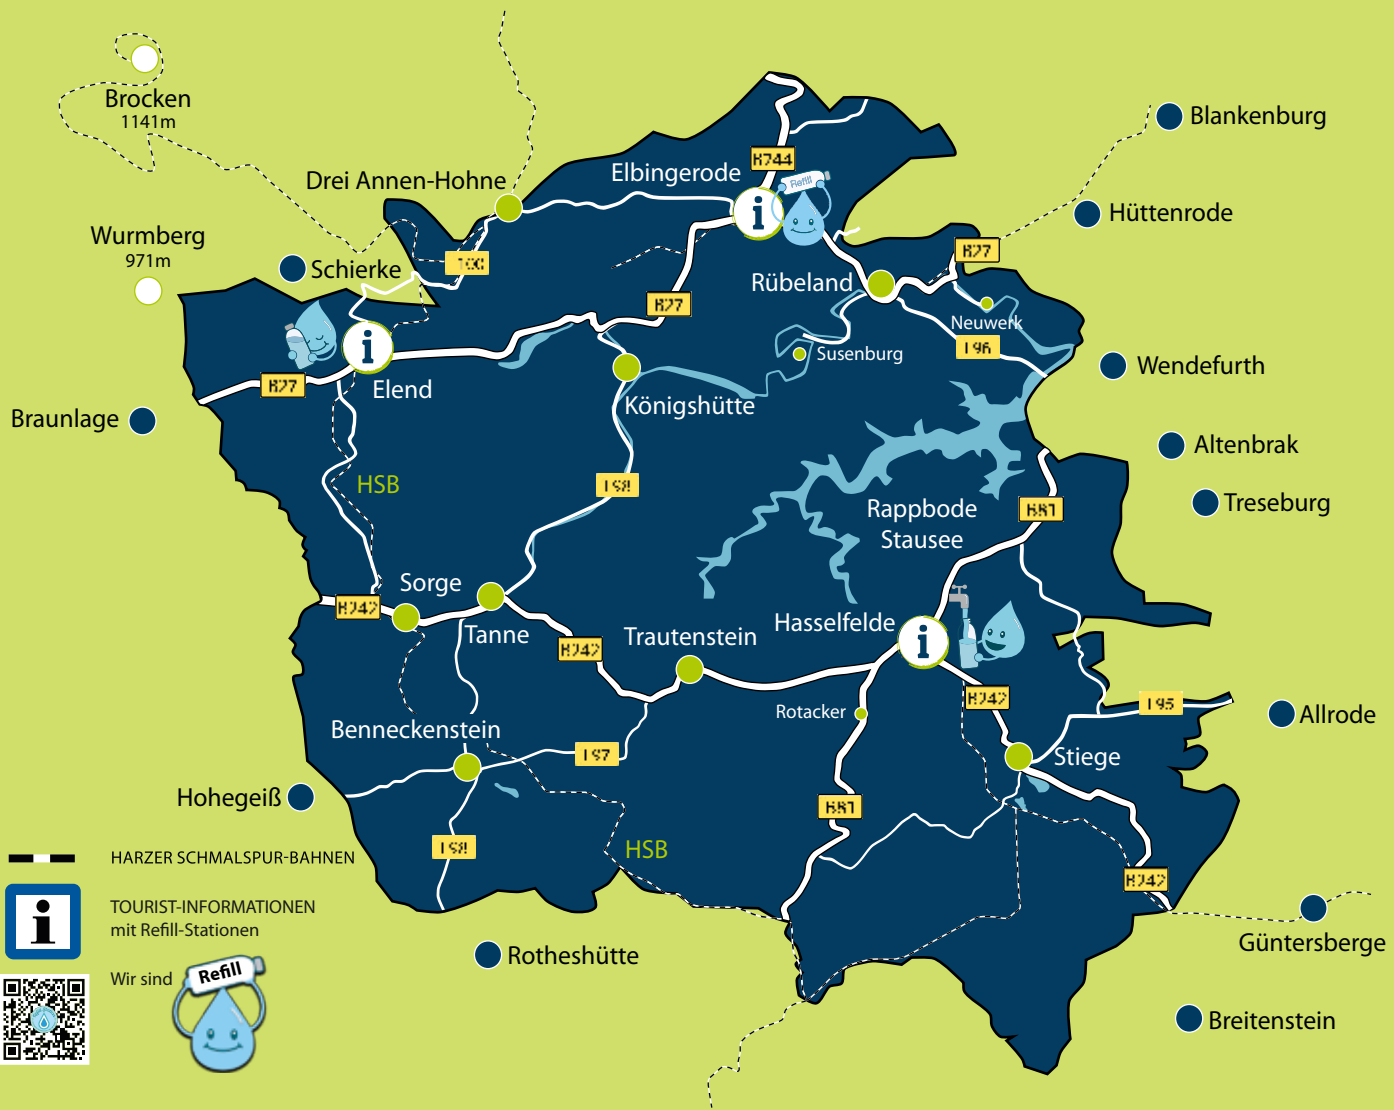 Brocken
1141m
Blankenburg
Drei Annen-Hohne
Elbingerode
B744
Refill
Hüttenrode
Wurmberg
971m
Schierke
B27
Rübeland
B27
Neuwerk
Susenburg
L96
Wendefurth
B27
Elend
Königshütte
Braunlage
Altenbrak
HSB
Treseburg
Rappbode
Stausee
B81
Sorge
B242
Tanne
B242
Trautenstein
Hasselfelde
B242
Rotacker
L95
Allrode
Benneckenstein
L97
Stiege
Hohegeiß
B81
HSB
B242
HARZER SCHMALSPUR-BAHNEN
i
TOURIST-INFORMATIONEN
mit Refill-Stationen
Wir sind
Refill
Rotheshütte
Güntersberge
Breitenstein